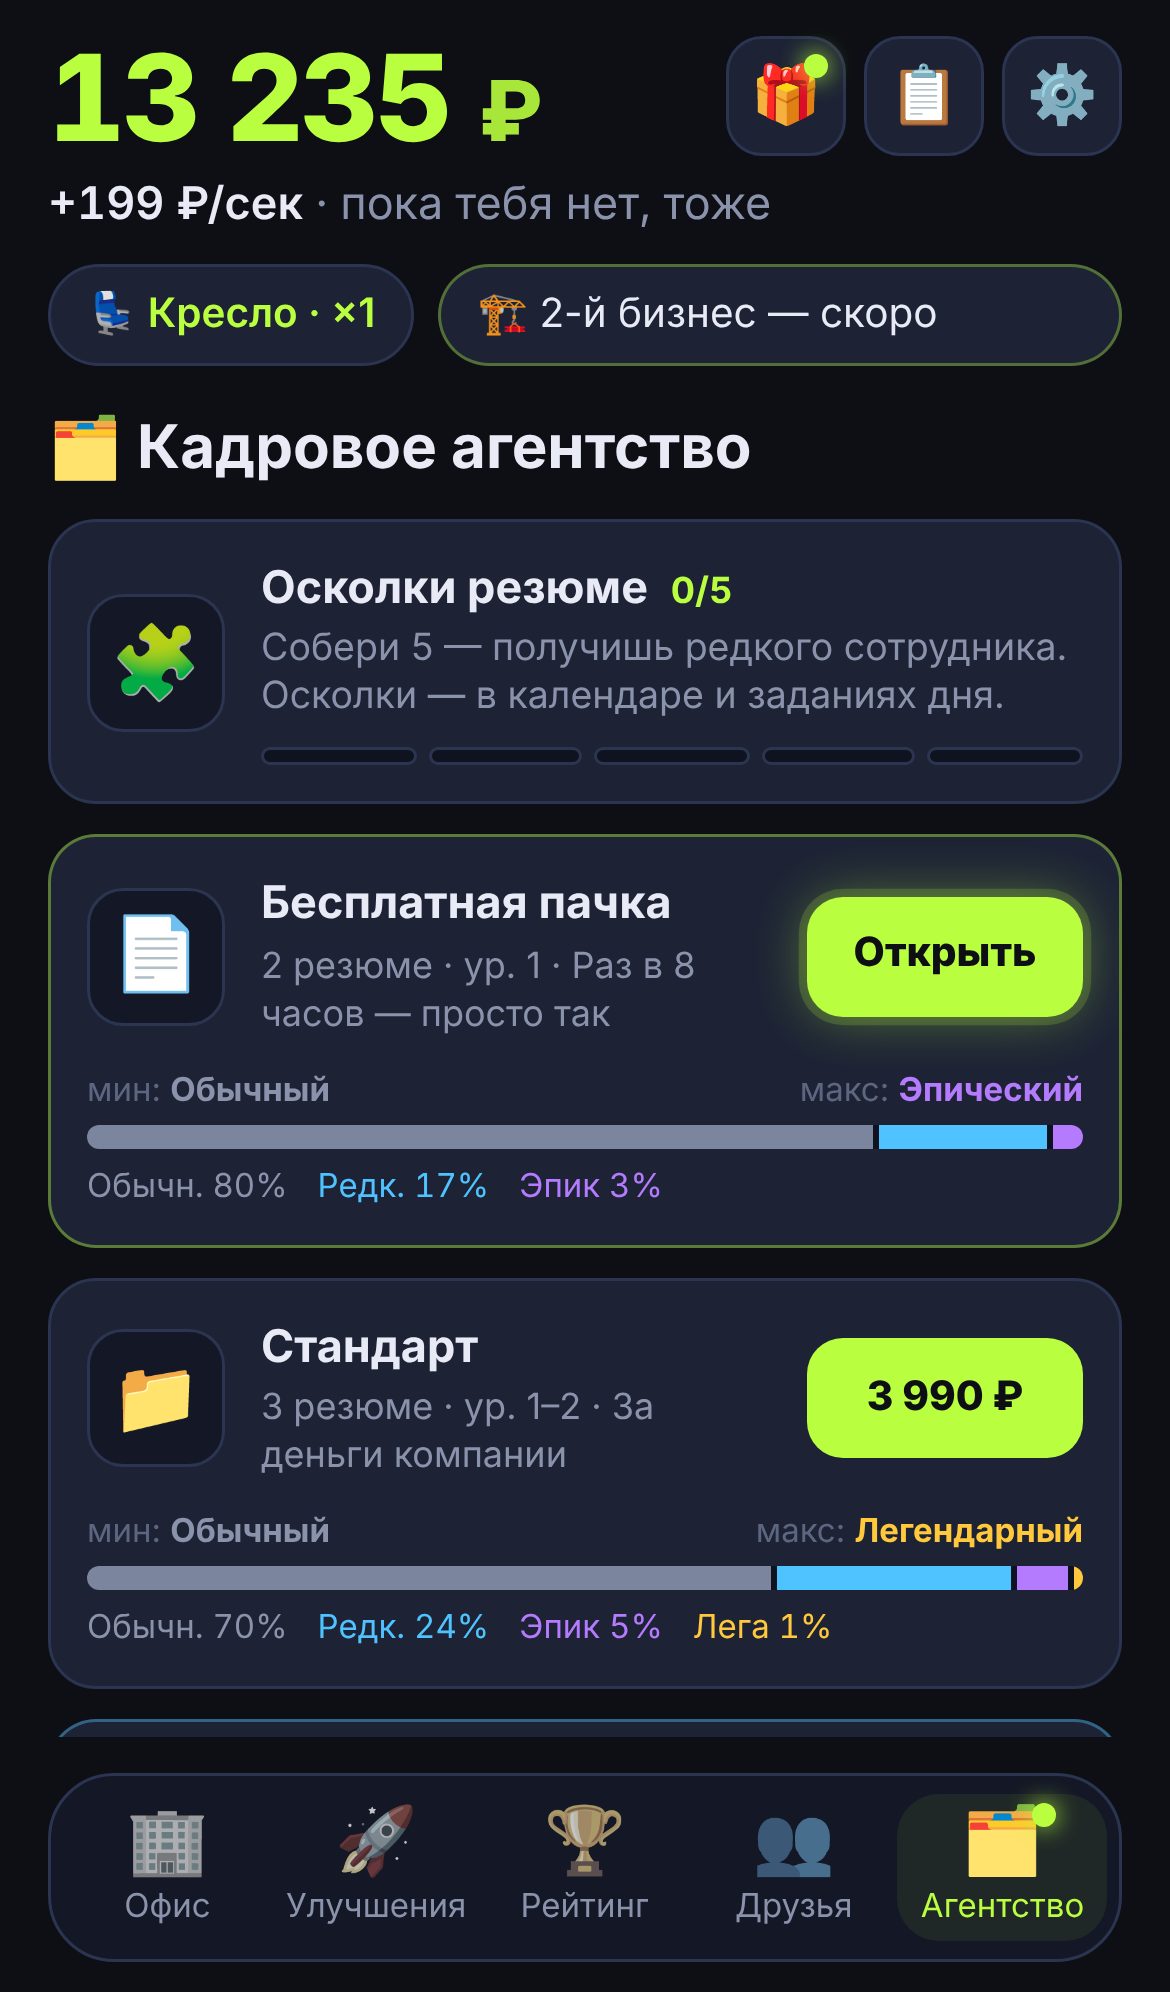 13 235 ₽
+199 ₽/сек · пока тебя нет, тоже
Кресло · ×1
2-й бизнес — скоро
Кадровое агентство
Осколки резюме 0/5
Собери 5 — получишь редкого сотрудника.
Осколки — в календаре и заданиях дня.
Бесплатная пачка
2 резюме · ур. 1 · Раз в 8
часов — просто так
Открыть
мин: Обычный
макс: Эпический
Обычн. 80% Редк. 17% Эпик 3%
Стандарт
3 резюме · ур. 1–2 · За
деньги компании
3 990 ₽
мин: Обычный
макс: Легендарный
Обычн. 70% Редк. 24% Эпик 5% Лега 1%
Офис
Улучшения
Рейтинг
Друзья
Агентство